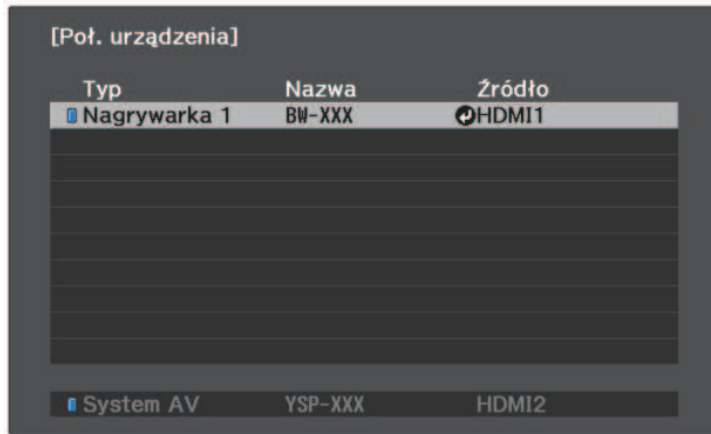 [Poł. urządzenia]
Typ Nazwa Źródło
Nagrywarka 1 BW-XXX HDMI1
System AV YSP-XXX HDMI2